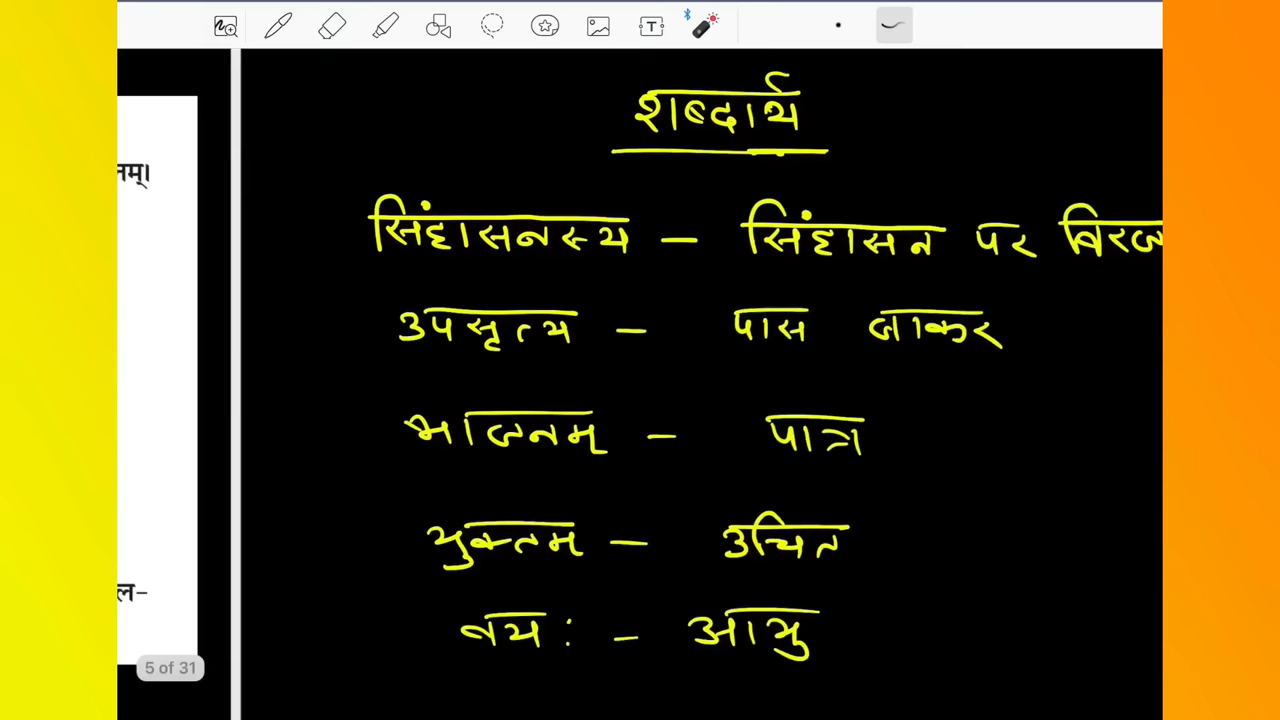 T
नम्।
शब्दार्थ
सिंहासनस्थ – सिंहासन पर
उपसृत्य – पास जाकर
भाजनम् – पात्र
युक्तम् – उचित
ल–
वयः – आयु
5 of 31